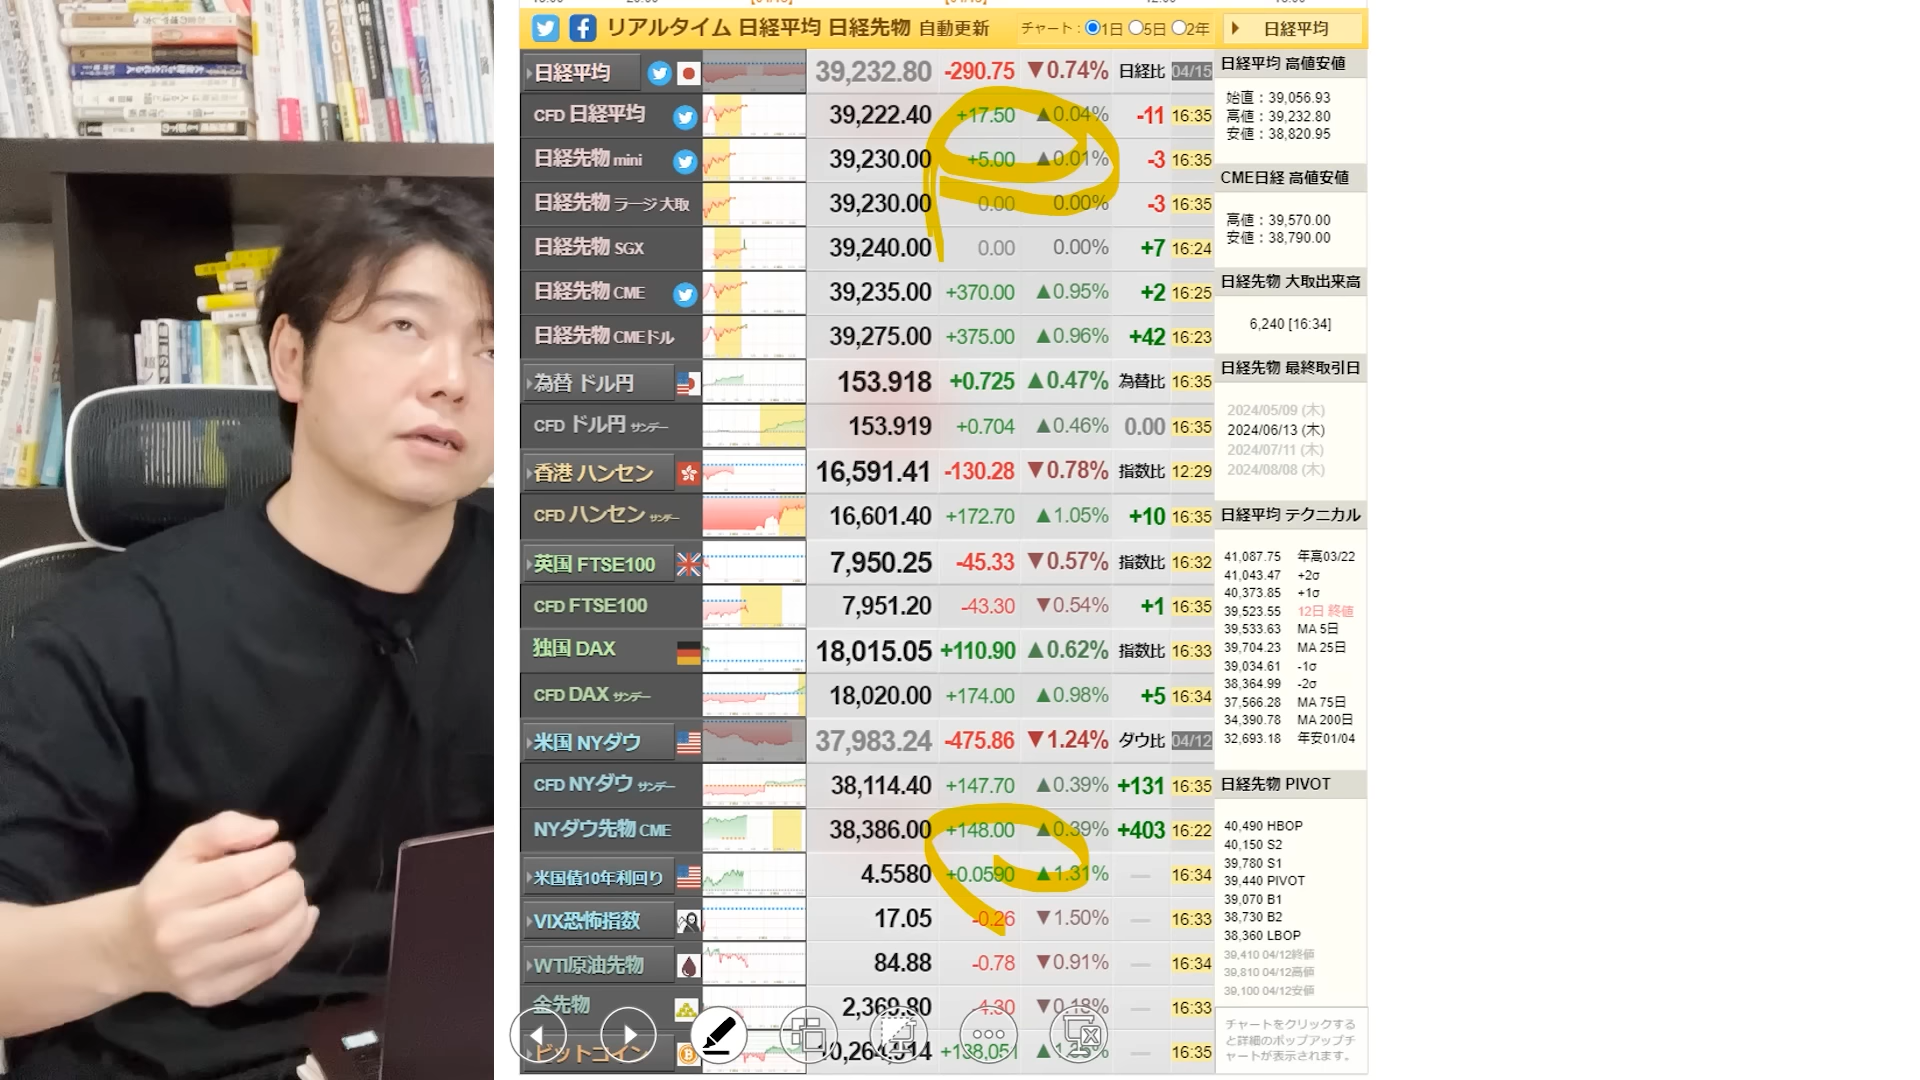 リアルタイム 日経平均 日経先物 自動更新 チャート : 1日 5日 2年 日経平均
日経平均 39,232.80 -290.75 ▼0.74% 日経比 04/15
CFD 日経平均 39,222.40 +17.50 ▲0.04% -11 16:35
日経先物 mini 39,230.00 +5.00 ▲0.01% -3 16:35
日経先物 ラージ 大取 39,230.00 0.00 0.00% -3 16:35
日経先物 SGX 39,240.00 0.00 0.00% +7 16:24
日経先物 CME 39,235.00 +370.00 ▲0.95% +2 16:25
日経先物 CMEドル 39,275.00 +375.00 ▲0.96% +42 16:23
為替 ドル円 153.918 +0.725 ▲0.47% 為替比 16:35
CFD ドル円 サンデー 153.919 +0.704 ▲0.46% 0.00 16:35
香港 ハンセン 16,591.41 -130.28 ▼0.78% 指数比 12:29
CFD ハンセン サンデー 16,601.40 +172.70 ▲1.05% +10 16:35
英国 FTSE100 7,950.25 -45.33 ▼0.57% 指数比 16:32
CFD FTSE100 7,951.20 -43.30 ▼0.54% +1 16:35
独国 DAX 18,015.05 +110.90 ▲0.62% 指数比 16:33
CFD DAX サンデー 18,020.00 +174.00 ▲0.98% +5 16:34
米国 NYダウ 37,983.24 -475.86 ▼1.24% ダウ比 04/12
CFD NYダウ サンデー 38,114.40 +147.70 ▲0.39% +131 16:35
NYダウ先物 CME 38,386.00 +148.00 ▲0.39% +403 16:22
米国債10年利回り 4.5580 +0.0590 ▲1.31% — 16:34
VIX恐怖指数 17.05 -0.26 ▼1.50% — 16:33
WTI原油先物 84.88 -0.78 ▼0.91% — 16:34
金先物 2,369.80 -4.30 ▼0.18% — 16:33
ビットコイン +138,051 — 16:35
日経平均 高値安値
始直 : 39,056.93
高値 : 39,232.80
安値 : 38,820.95
CME日経 高値安値
高値 : 39,570.00
安値 : 38,790.00
日経先物 大取出来高
6,240 [16:34]
日経先物 最終取引日
2024/05/09 (木)
2024/06/13 (木)
2024/07/11 (木)
2024/08/08 (木)
日経平均 テクニカル
41,087.75 年高03/22
41,043.47 +2σ
40,373.85 +1σ
39,523.55 12日 終値
39,533.63 MA 5日
39,704.23 MA 25日
39,034.61 -1σ
38,364.99 -2σ
37,566.28 MA 75日
34,390.78 MA 200日
32,693.18 年安01/04
日経先物 PIVOT
40,490 HBOP
40,150 S2
39,780 S1
39,440 PIVOT
39,070 B1
38,730 B2
38,360 LBOP
39,410 04/12終値
39,810 04/12高値
39,100 04/12安値
チャートをクリックする
と詳細のポップアップチ
ャートが表示されます。